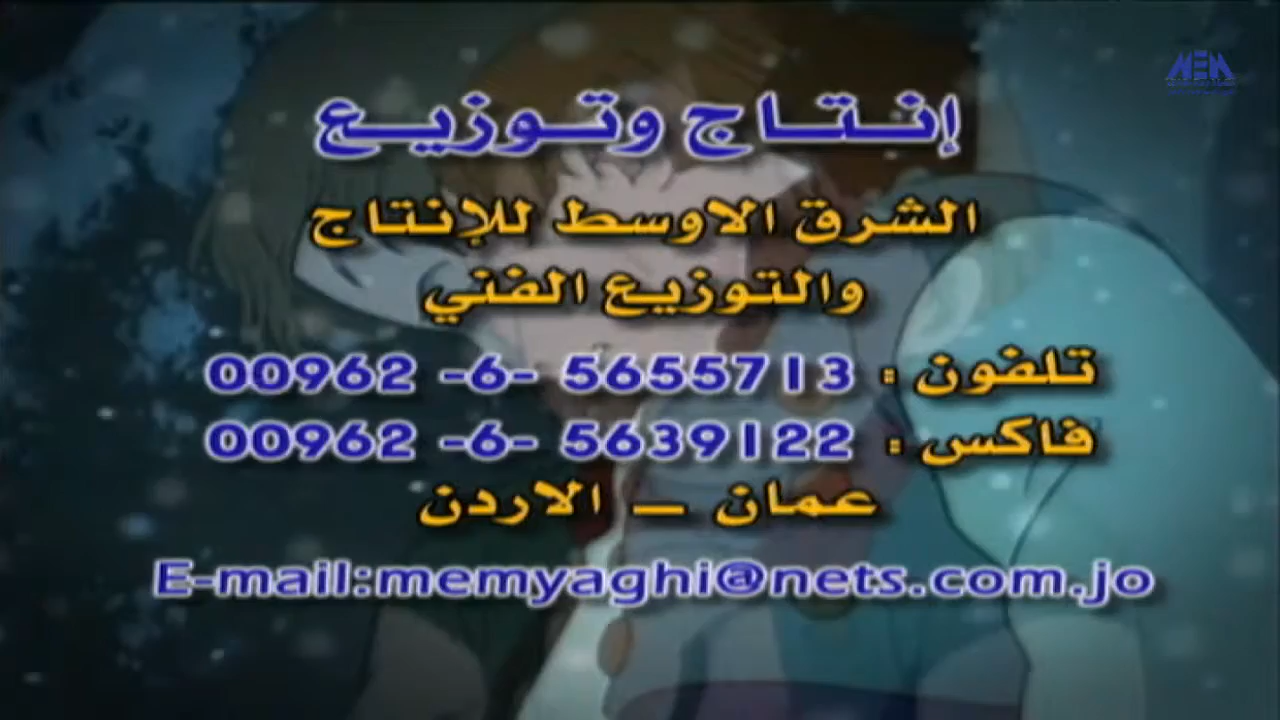 MEM
إنتاج وتوزيع
الشرق الاوسط للإنتاج
والتوزيع الفني
تلفون : 5655713 -6- 00962
فاكس : 5639122 -6- 00962
عمان – الاردن
E-mail:memyaghi@nets.com.jo